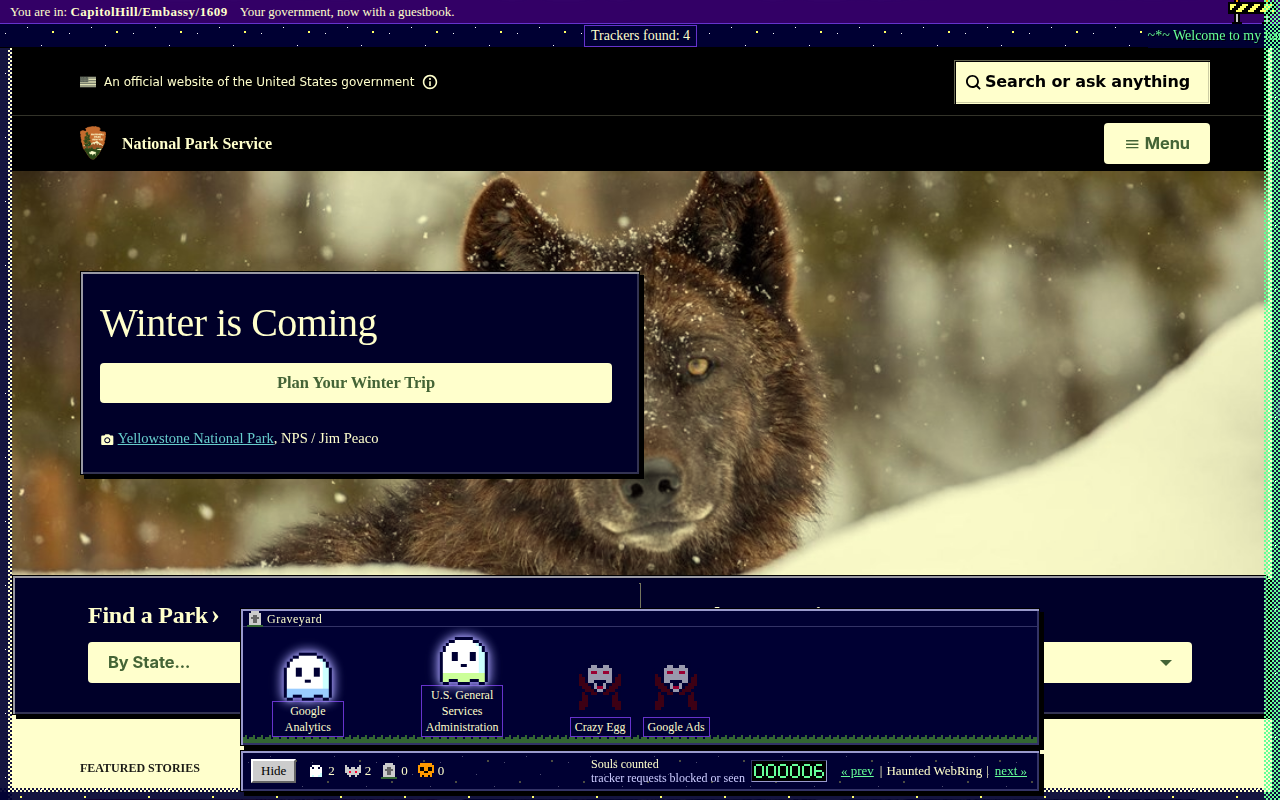 You are in: CapitolHill/Embassy/1609 Your government, now with a guestbook.
Trackers found: 4
~*~ Welcome to my
An official website of the United States government
Search or ask anything
National Park Service
Menu
Winter is Coming
Plan Your Winter Trip
Yellowstone National Park, NPS / Jim Peaco
Find a Park ›
By State...
Graveyard
Google Analytics
U.S. General Services Administration
Crazy Egg
Google Ads
FEATURED STORIES
Hide
2
2
0
0
Souls counted
tracker requests blocked or seen
000006
« prev | Haunted WebRing | next »